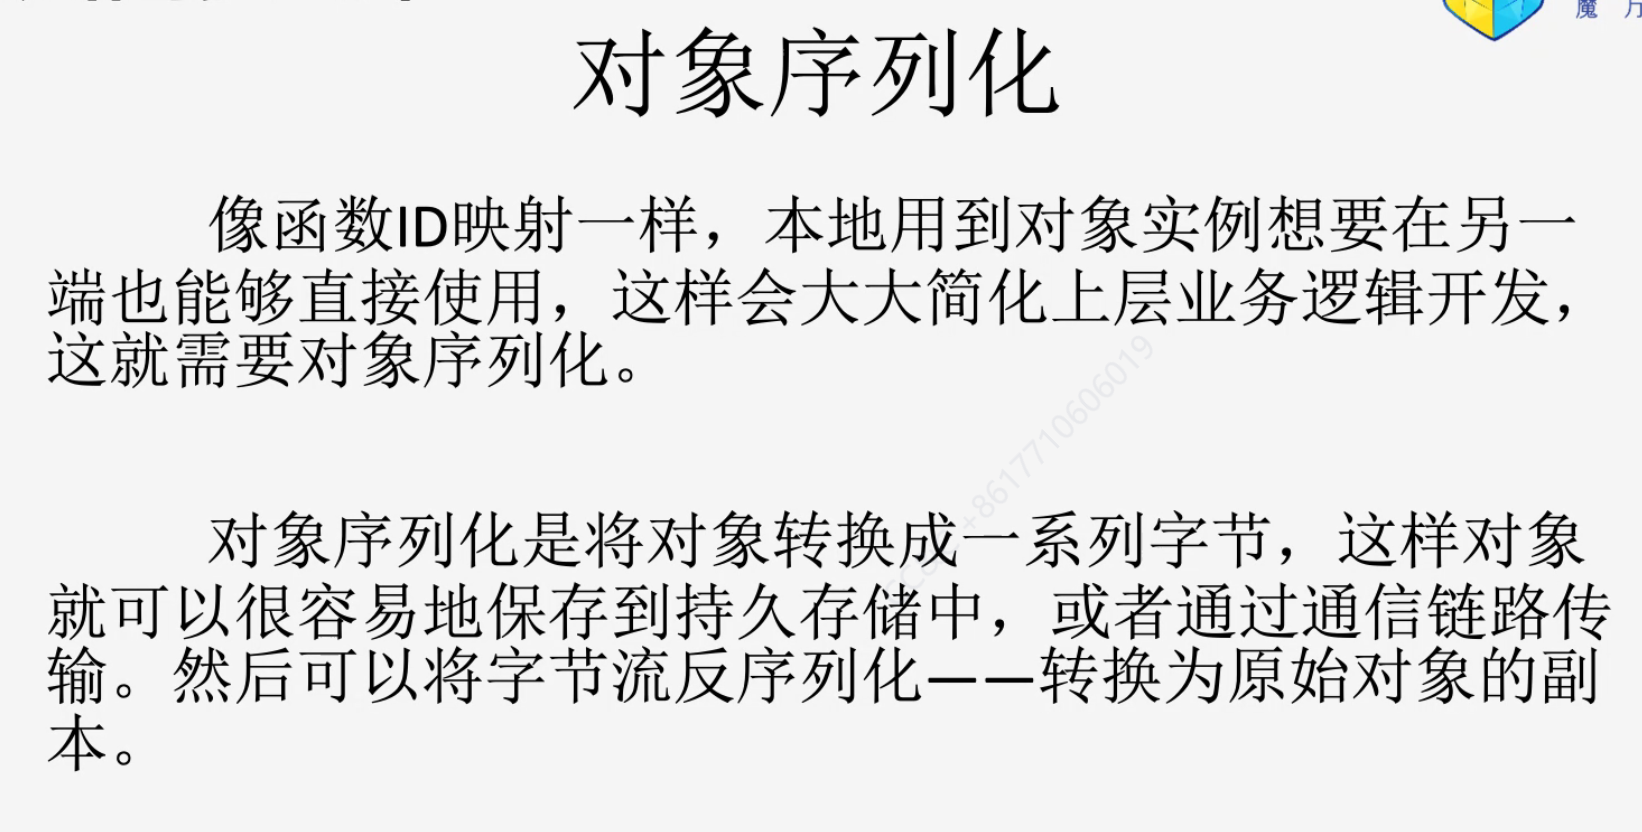 魔
对象序列化
像函数ID映射一样，本地用到对象实例想要在另一
端也能够直接使用，这样会大大简化上层业务逻辑开发，
这就需要对象序列化。
+8617710606019
对象序列化是将对象转换成一系列字节，这样对象
就可以很容易地保存到持久存储中，或者通过通信链路传
输。然后可以将字节流反序列化——转换为原始对象的副
本。